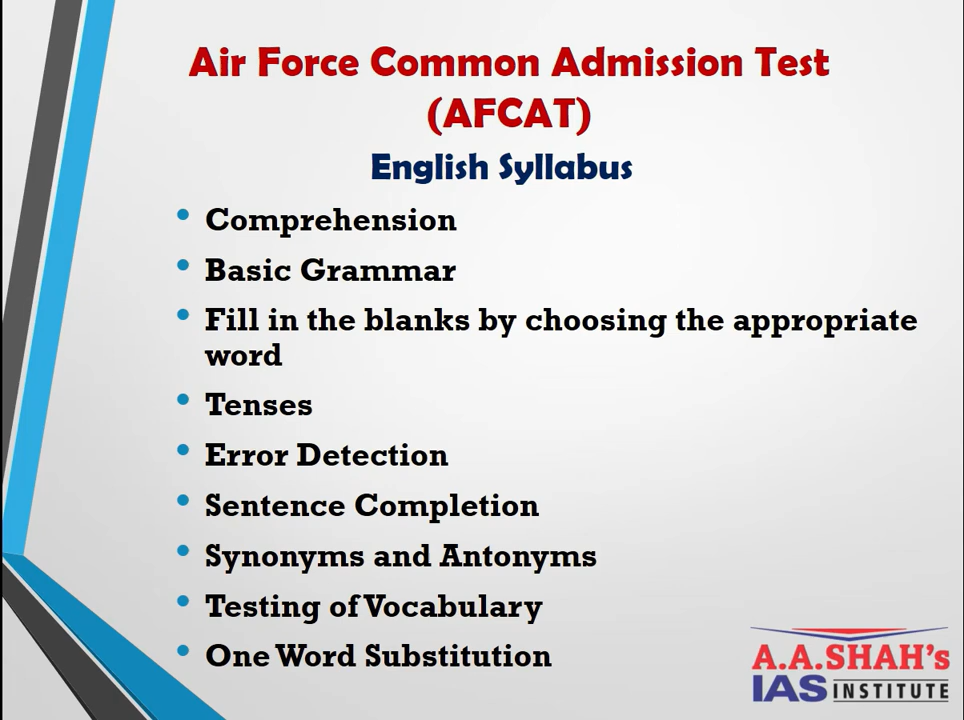 Air Force Common Admission Test
(AFCAT)
English Syllabus
• Comprehension
• Basic Grammar
• Fill in the blanks by choosing the appropriate
word
• Tenses
• Error Detection
• Sentence Completion
• Synonyms and Antonyms
• Testing of Vocabulary
• One Word Substitution
A.A.SHAH's
IAS INSTITUTE